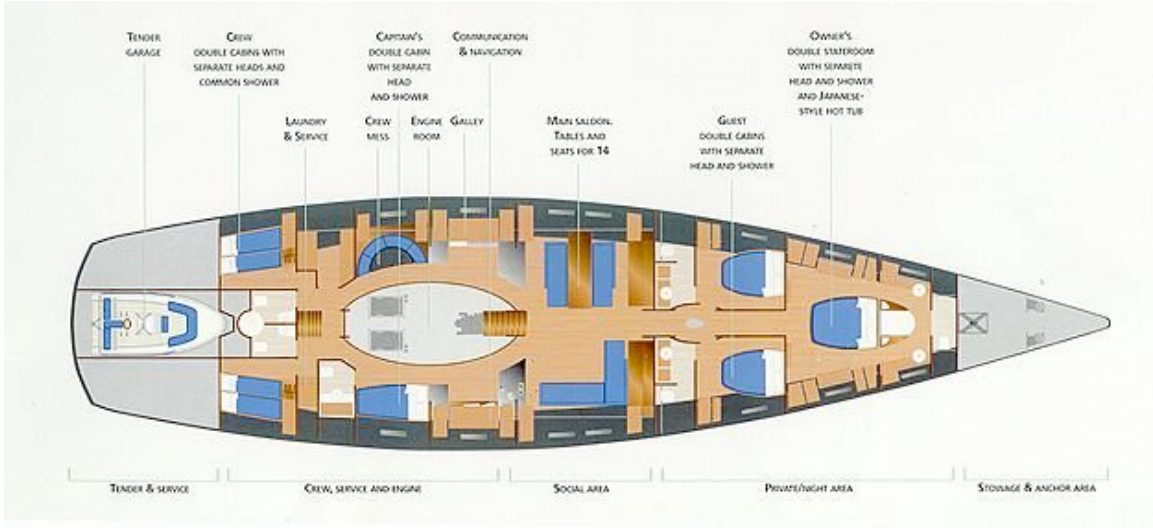 Tender
garage
Crew
double cabins with
separate heads and
common shower
Captain's
double cabin
with separate
head
and shower
Communication
& navigation
Owner's
double stateroom
with seperete
head and shower
and Japanese-
style hot tub
Laundry
& Service
Crew
mess
Engine
room
Galley
Main saloon.
Tables and
seats for 14
Guest
double cabins
with separate
head and shower
Tender & service
Crew, service and engine
Social area
Private/night area
Stowage & anchor area